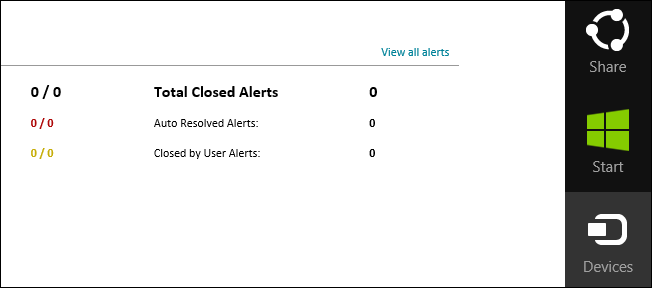 View all alerts
0 / 0 Total Closed Alerts 0
0 / 0 Auto Resolved Alerts: 0
0 / 0 Closed by User Alerts: 0
Share
Start
Devices